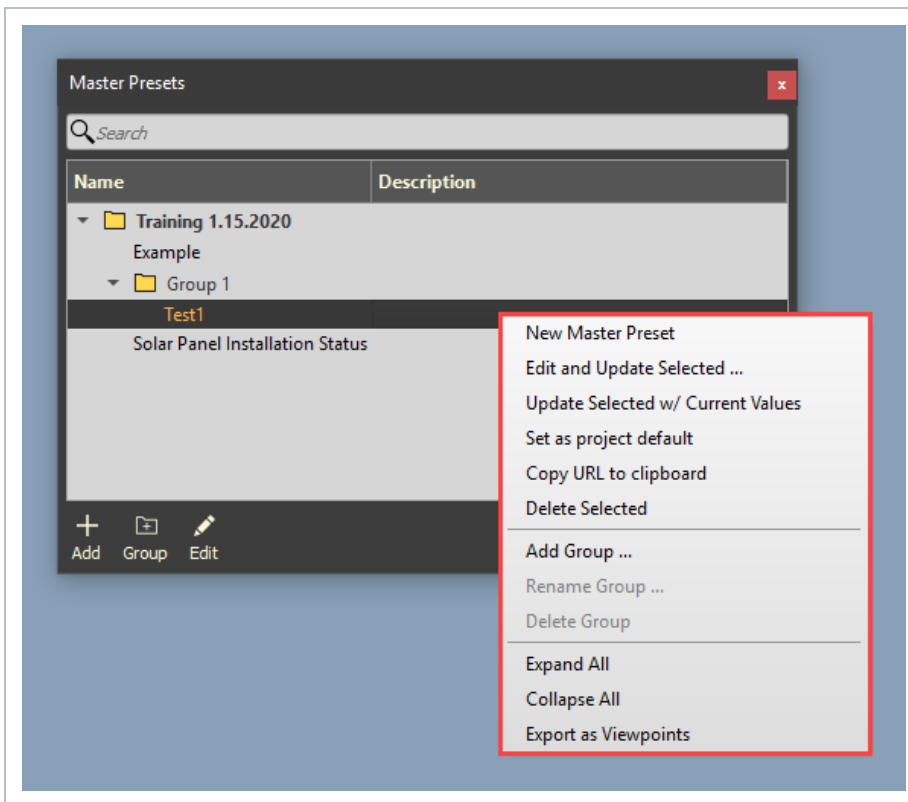 Master Presets
x
Search
Name Description
Training 1.15.2020
Example
Group 1
Test1
Solar Panel Installation Status
Add Group Edit
New Master Preset
Edit and Update Selected ...
Update Selected w/ Current Values
Set as project default
Copy URL to clipboard
Delete Selected
Add Group ...
Rename Group ...
Delete Group
Expand All
Collapse All
Export as Viewpoints